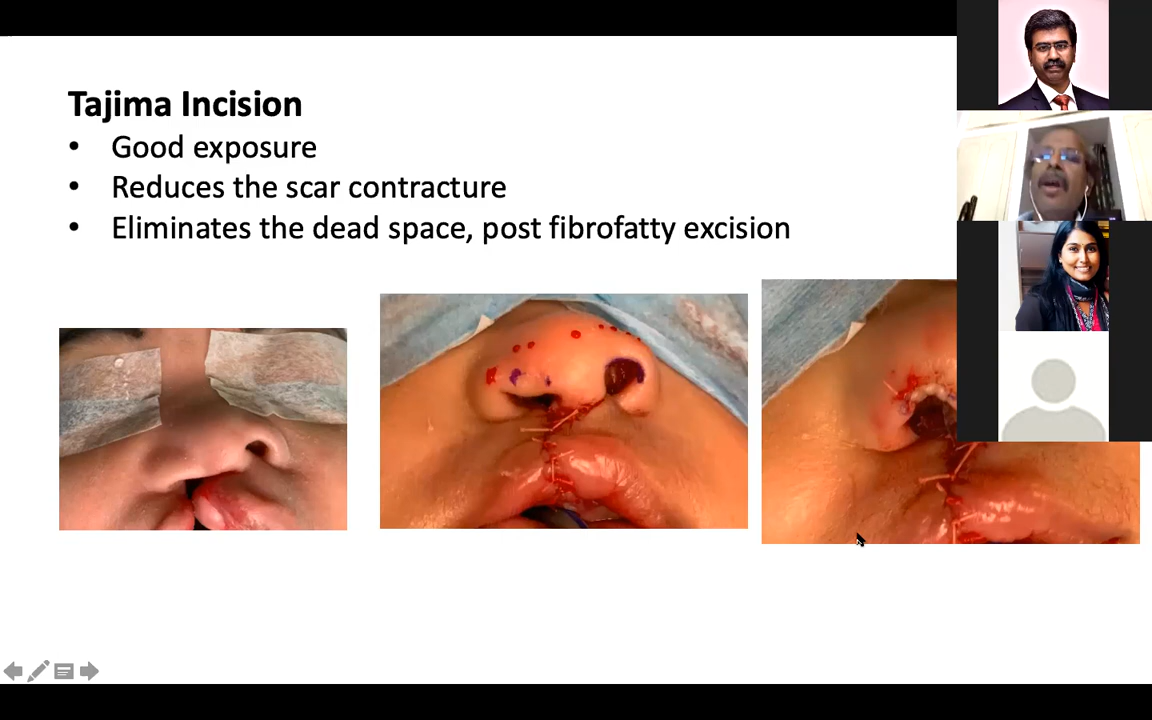 Tajima Incision
• Good exposure
• Reduces the scar contracture
• Eliminates the dead space, post fibrofatty excision